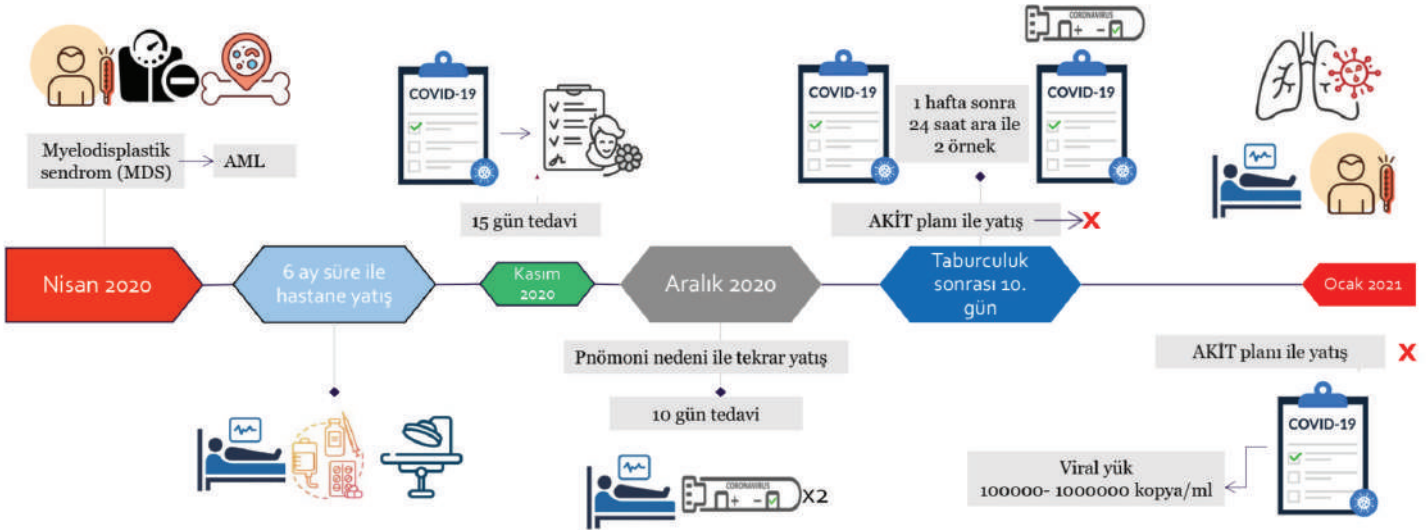 COVID-19
Myelodisplastik
sendrom (MDS)
AML
15 gün tedavi
COVID-19
1 hafta sonra
24 saat ara ile
2 örnek
CORONAVIRUS
+ -
COVID-19
AKİT planı ile yatış
X
Nisan 2020
6 ay süre ile
hastane yatış
Kasım
2020
Aralık 2020
Taburculuk
sonrası 10.
gün
Ocak 2021
Pnömoni nedeni ile tekrar yatış
10 gün tedavi
CORONAVIRUS
+ -
x2
AKİT planı ile yatış
X
COVID-19
Viral yük
100000- 1000000 kopya/ml